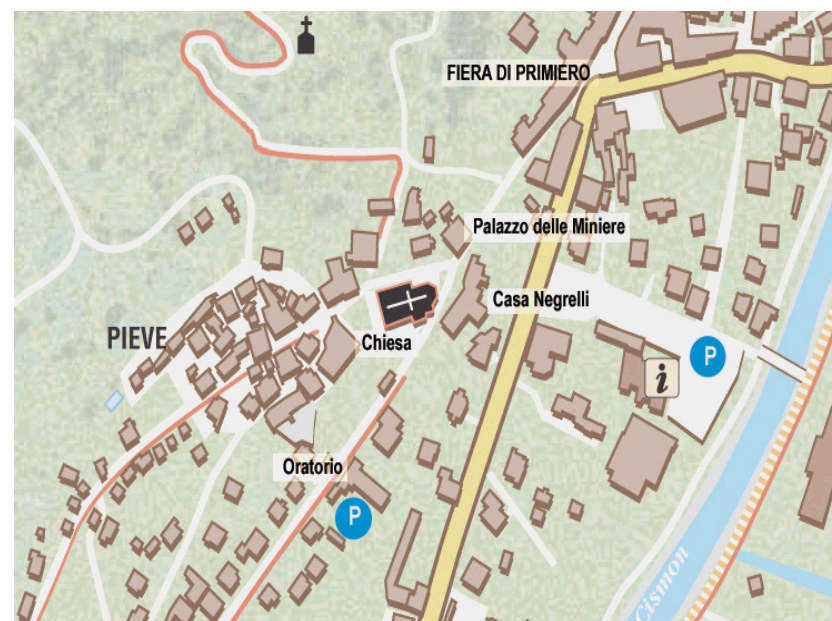 FIERA DI PRIMIERO
Palazzo delle Miniere
Casa Negrelli
PIEVE
Chiesa
P
i
Oratorio
P
Cismon